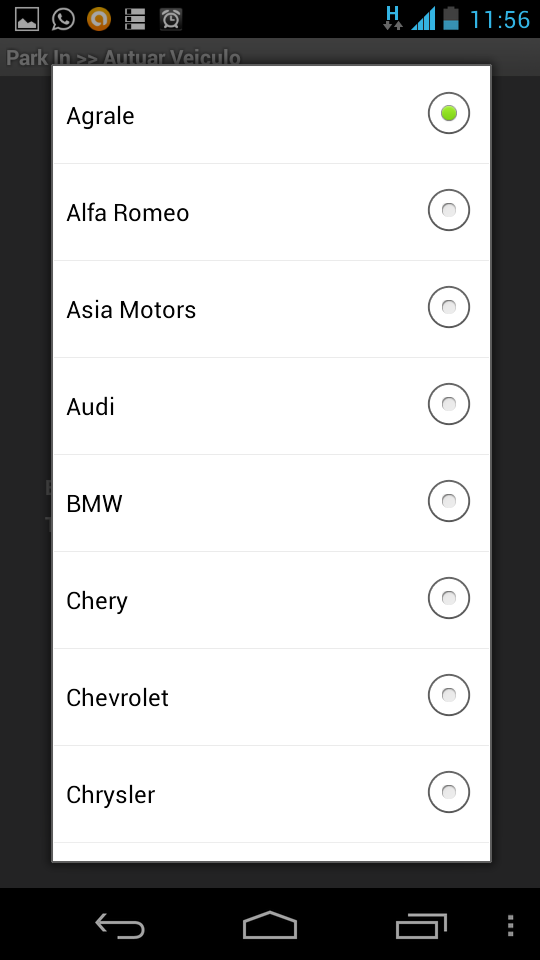 H 11:56
Park In >> Autuar Veiculo
Agrale
Alfa Romeo
Asia Motors
Audi
BMW
Chery
Chevrolet
Chrysler